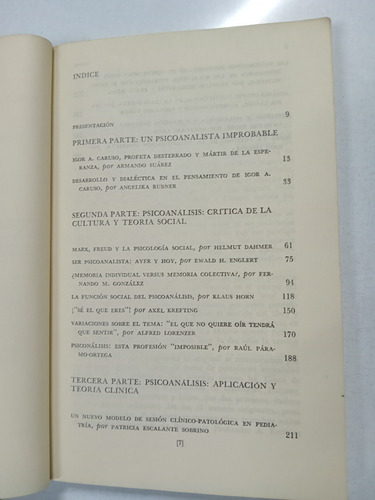 INDICE
PRESENTACIÓN 9
PRIMERA PARTE: UN PSICOANALISTA IMPROBABLE
IGOR A. CARUSO, PROFETA DESTERRADO Y MÁRTIR DE LA ESPE-
RANZA, por ARMANDO SUÁREZ 13
DESARROLLO Y DIALÉCTICA EN EL PENSAMIENTO DE IGOR A.
CARUSO, por ANGELIKA RUBNER 33
SEGUNDA PARTE: PSICOANÁLISIS: CRÍTICA DE LA
CULTURA Y TEORIA SOCIAL
MARX, FREUD Y LA PSICOLOGÍA SOCIAL, por HELMUT DAHMER 61
SER PSICOANALISTA: AYER Y HOY, por EWALD H. ENGLERT 75
¿MEMORIA INDIVIDUAL VERSUS MEMORIA COLECTIVA?, por FER-
NANDO M. GONZÁLEZ 94
LA FUNCIÓN SOCIAL DEL PSICOANÁLISIS, por KLAUS HORN 118
¡"SÉ EL QUE ERES"!, por AXEL KREFTING 150
VARIACIONES SOBRE EL TEMA: "EL QUE NO QUIERE OÍR TENDRÁ
QUE SENTIR", por ALFRED LORENZER 170
PSICONÁLISIS: ESTA PROFESIÓN "IMPOSIBLE", por RAÚL PÁRA-
MO-ORTEGA 188
TERCERA PARTE: PSICOANÁLISIS: APLICACIÓN Y
TEORÍA CLINICA
UN NUEVO MODELO DE SESIÓN CLÍNICO-PATOLÓGICA EN PEDIA-
TRÍA, por PATRICIA ESCALANTE SOBRINO 211
[7]